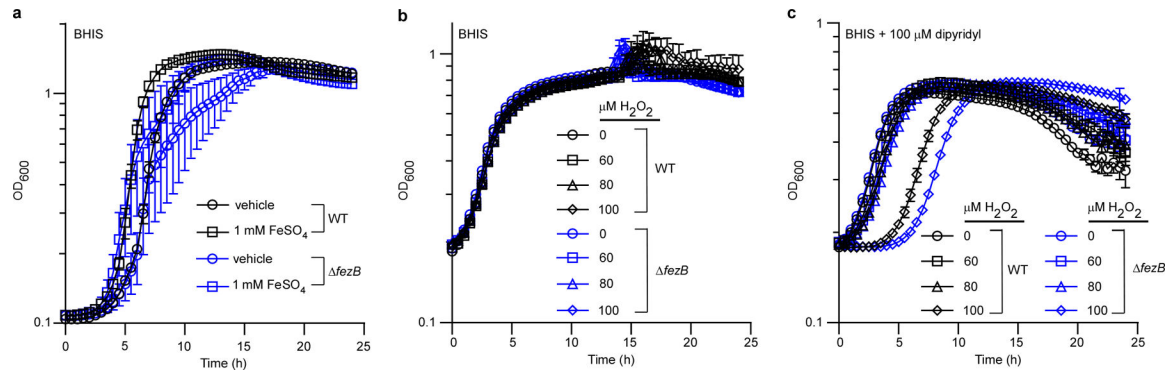 a
BHIS
OD600
1
0.1
0
5
10
15
20
25
Time (h)
vehicle
1 mM FeSO4
WT
vehicle
1 mM FeSO4
ΔfezB
b
BHIS
OD600
1
0.1
0
5
10
15
20
25
Time (h)
μM H2O2
0
60
80
100
WT
0
60
80
100
ΔfezB
c
BHIS + 100 μM dipyridyl
OD600
1
0.1
0
5
10
15
20
25
Time (h)
μM H2O2
0
60
80
100
WT
μM H2O2
0
60
80
100
ΔfezB